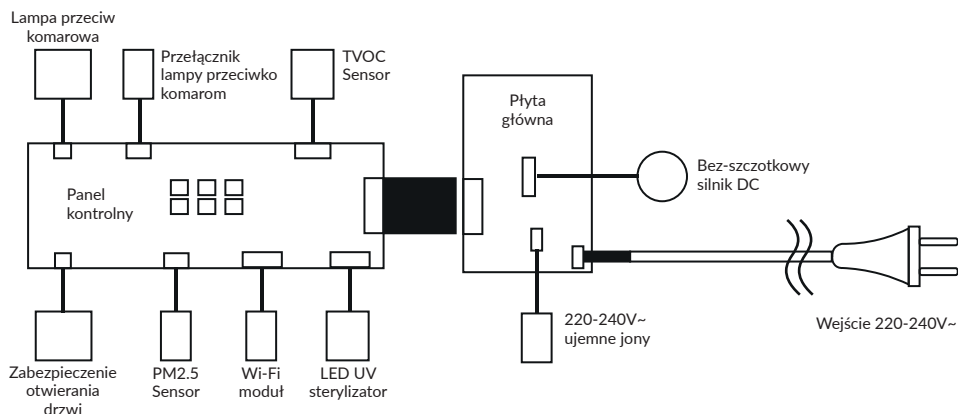 Lampa przeciw
komarowa
Przełącznik
lampy przeciwko
komarom
TVOC
Sensor
Płyta
główna
Bez-szczotkowy
silnik DC
Panel
kontrolny
220-240V~
ujemne jony
Wejście 220-240V~
Zabezpieczenie
otwierania
drzwi
PM2.5
Sensor
Wi-Fi
moduł
LED UV
sterylizator